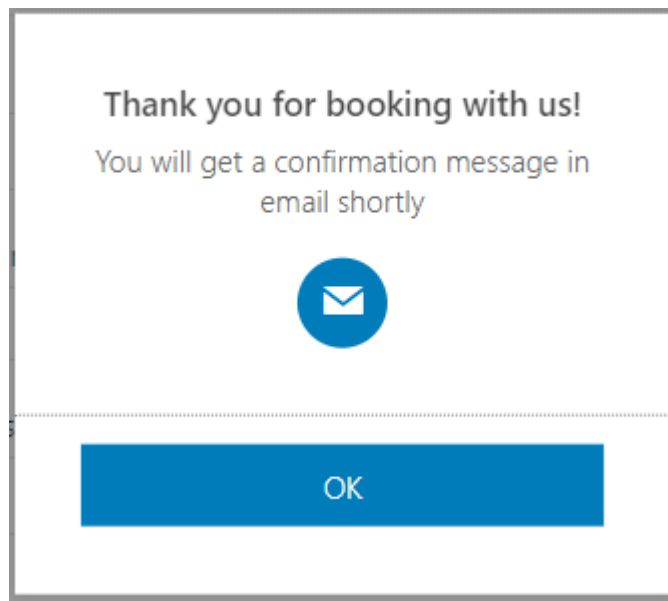 Thank you for booking with us!
You will get a confirmation message in
email shortly
OK